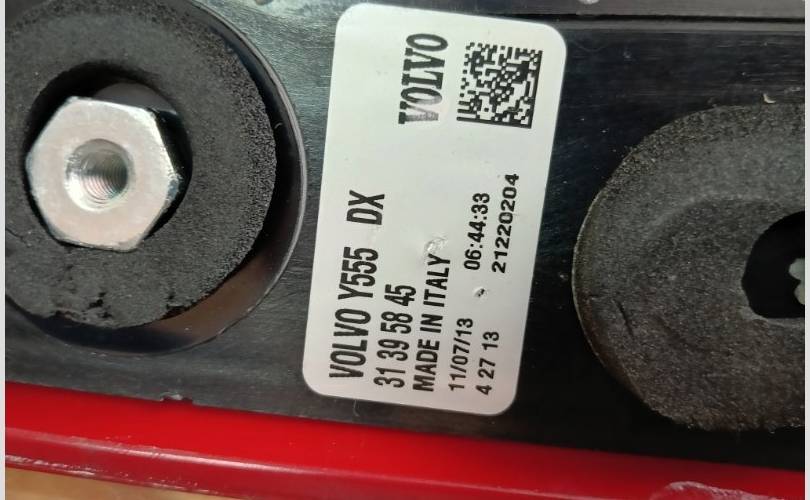 VOLVO
VOLVO Y555 DX
31 39 58 45
MADE IN ITALY
11/07/13 06:44:33
4 27 13 21220204